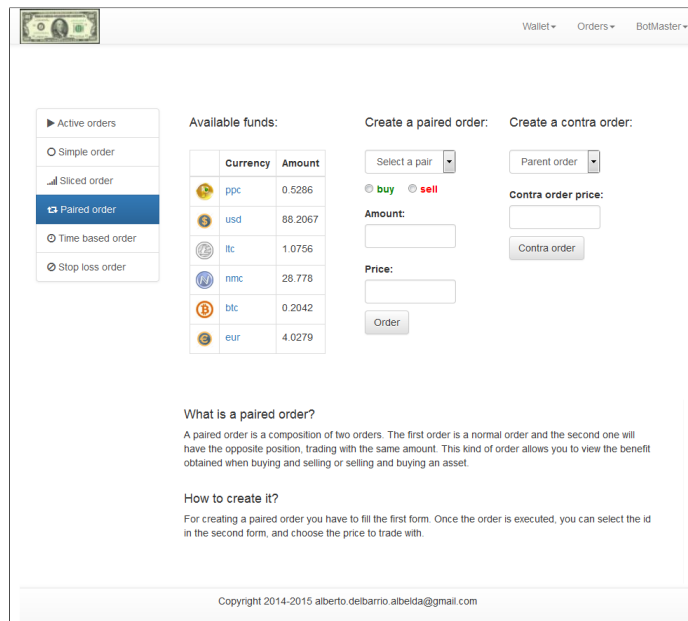 Wallet Orders BotMaster
Active orders
Simple order
Sliced order
Paired order
Time based order
Stop loss order
Available funds:
Currency Amount
ppc 0.5286
usd 88.2067
ltc 1.0756
nmc 28.778
btc 0.2042
eur 4.0279
Create a paired order:
Select a pair
buy sell
Amount:
Price:
Order
Create a contra order:
Parent order
Contra order price:
Contra order
What is a paired order?
A paired order is a composition of two orders. The first order is a normal order and the second one will
have the opposite position, trading with the same amount. This kind of order allows you to view the benefit
obtained when buying and selling or selling and buying an asset.
How to create it?
For creating a paired order you have to fill the first form. Once the order is executed, you can select the id
in the second form, and choose the price to trade with.
Copyright 2014-2015 alberto.delbarrio.albelda@gmail.com